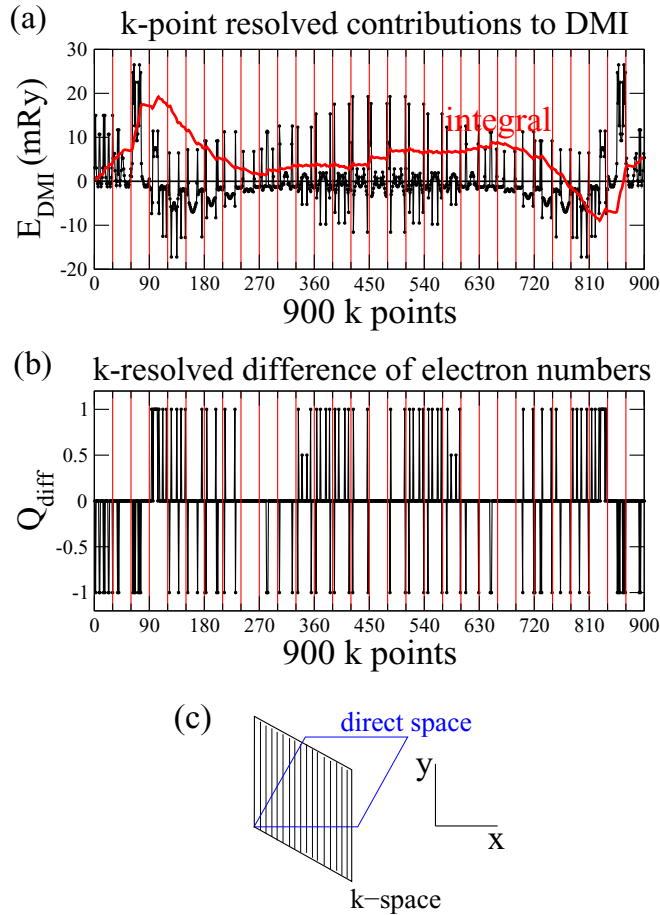 (a)
k-point resolved contributions to DMI
30
20
10
0
-10
-20
E_DMI (mRy)
integral
0 90 180 270 360 450 540 630 720 810 900
900 k points
(b)
k-resolved difference of electron numbers
1
0.5
0
-0.5
-1
Q_diff
0 90 180 270 360 450 540 630 720 810 900
900 k points
(c)
direct space
y
x
k−space